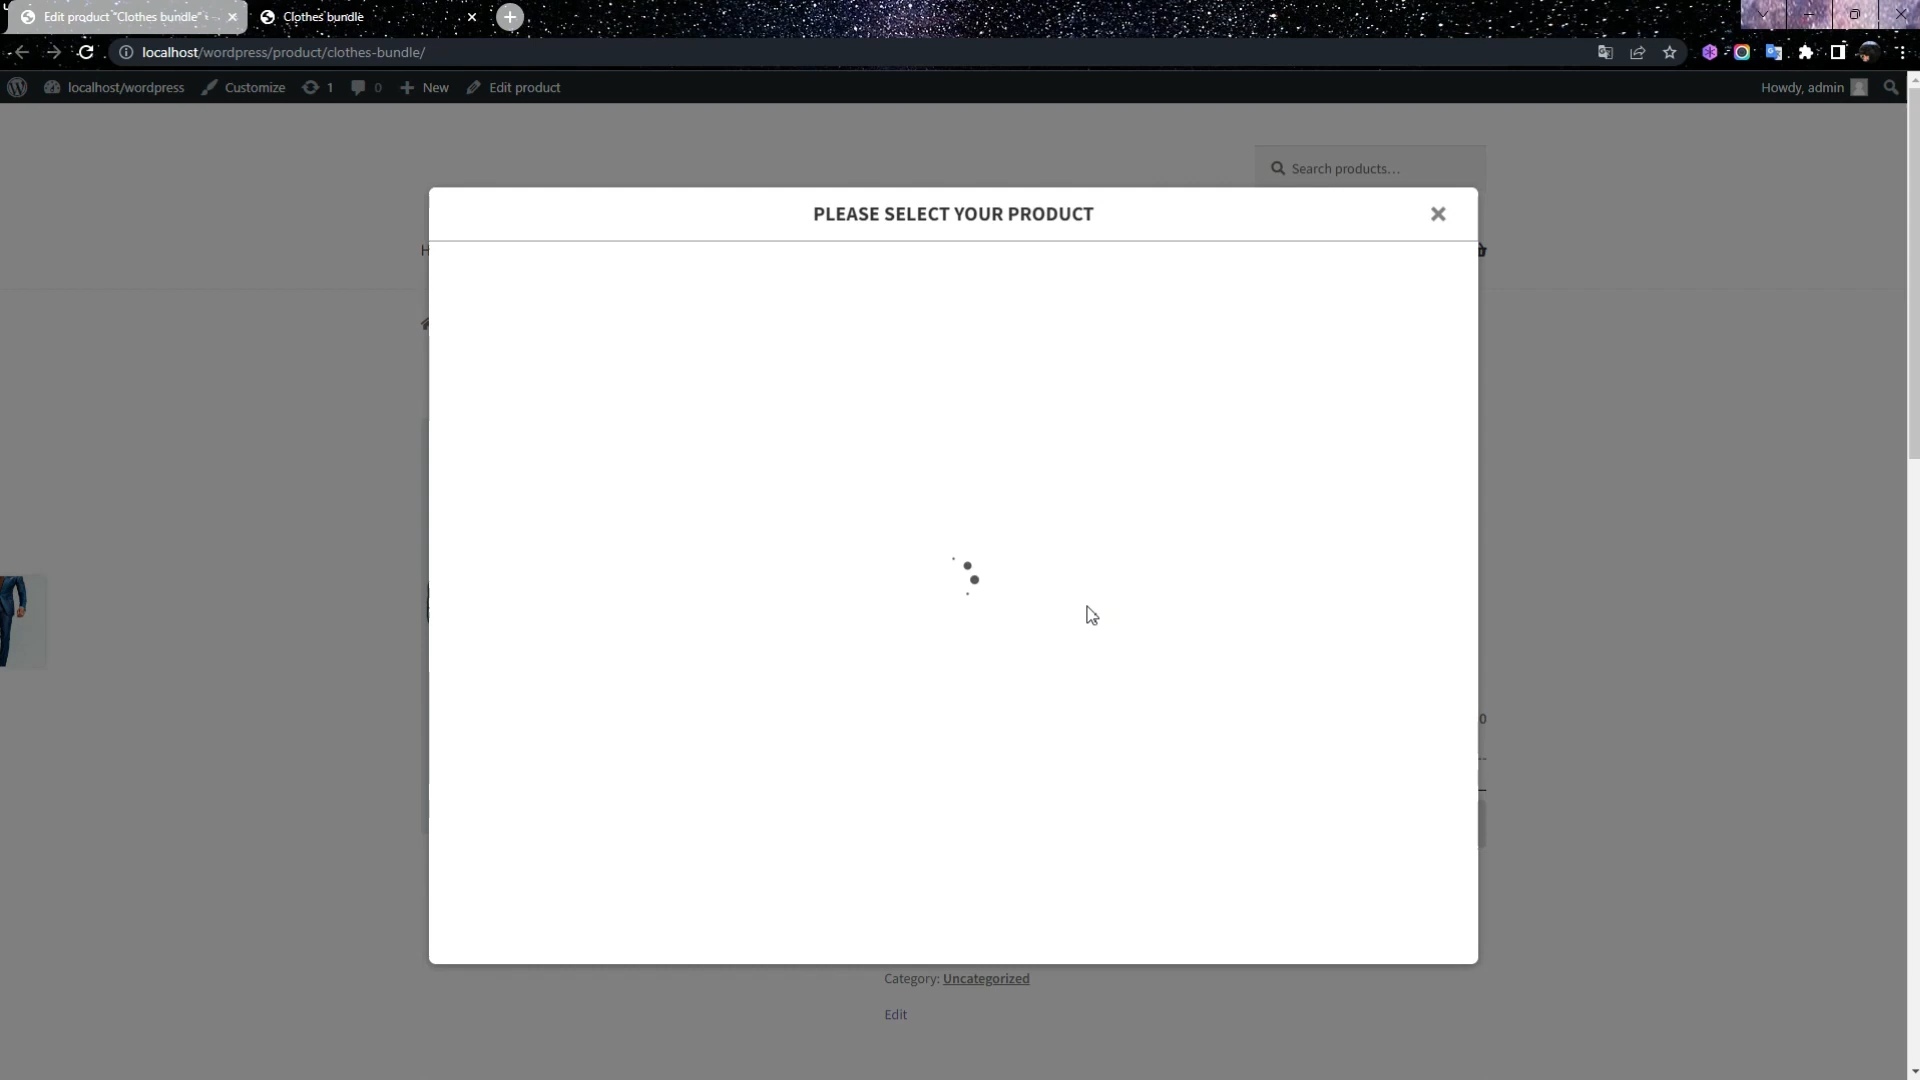 Edit product "Clothes bundle"
Clothes bundle
localhost/wordpress/product/clothes-bundle/
localhost/wordpress
Customize
1
0
New
Edit product
Howdy, admin
Search products...
PLEASE SELECT YOUR PRODUCT
H
0
Category: Uncategorized
Edit